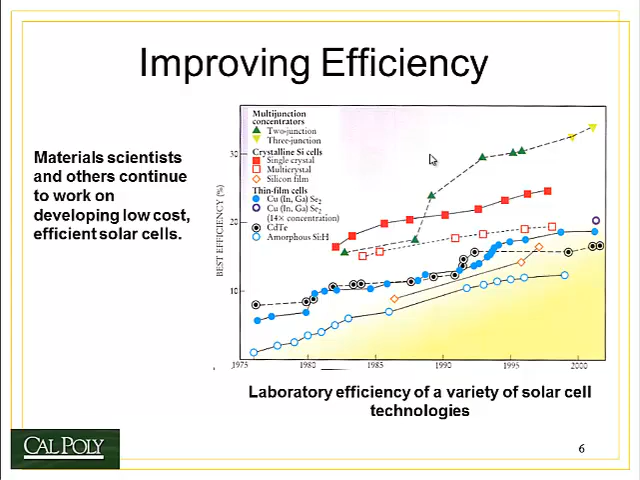 Improving Efficiency
Materials scientists
and others continue
to work on
developing low cost,
efficient solar cells.
Multijunction
concentrators
Two-junction
Three-junction
Crystalline Si cells
Single crystal
Multicrystal
Silicon film
Thin-film cells
Cu (In, Ga) Se2
Cu (In, Ga) Se2
(14× concentration)
CdTe
Amorphous Si:H
BEST EFFICIENCY (%)
30
20
10
1975 1980 1985 1990 1995 2000
Laboratory efficiency of a variety of solar cell
technologies
CAL POLY
6